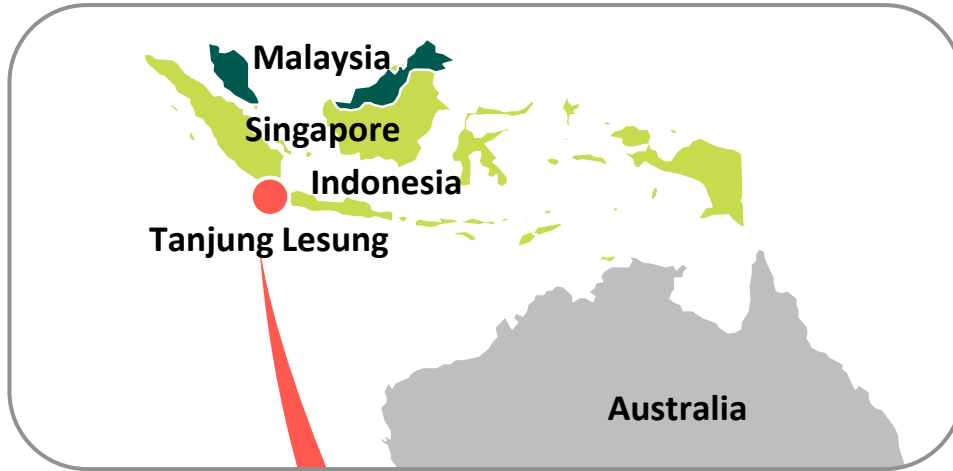 Malaysia
Singapore
Indonesia
Tanjung Lesung
Australia